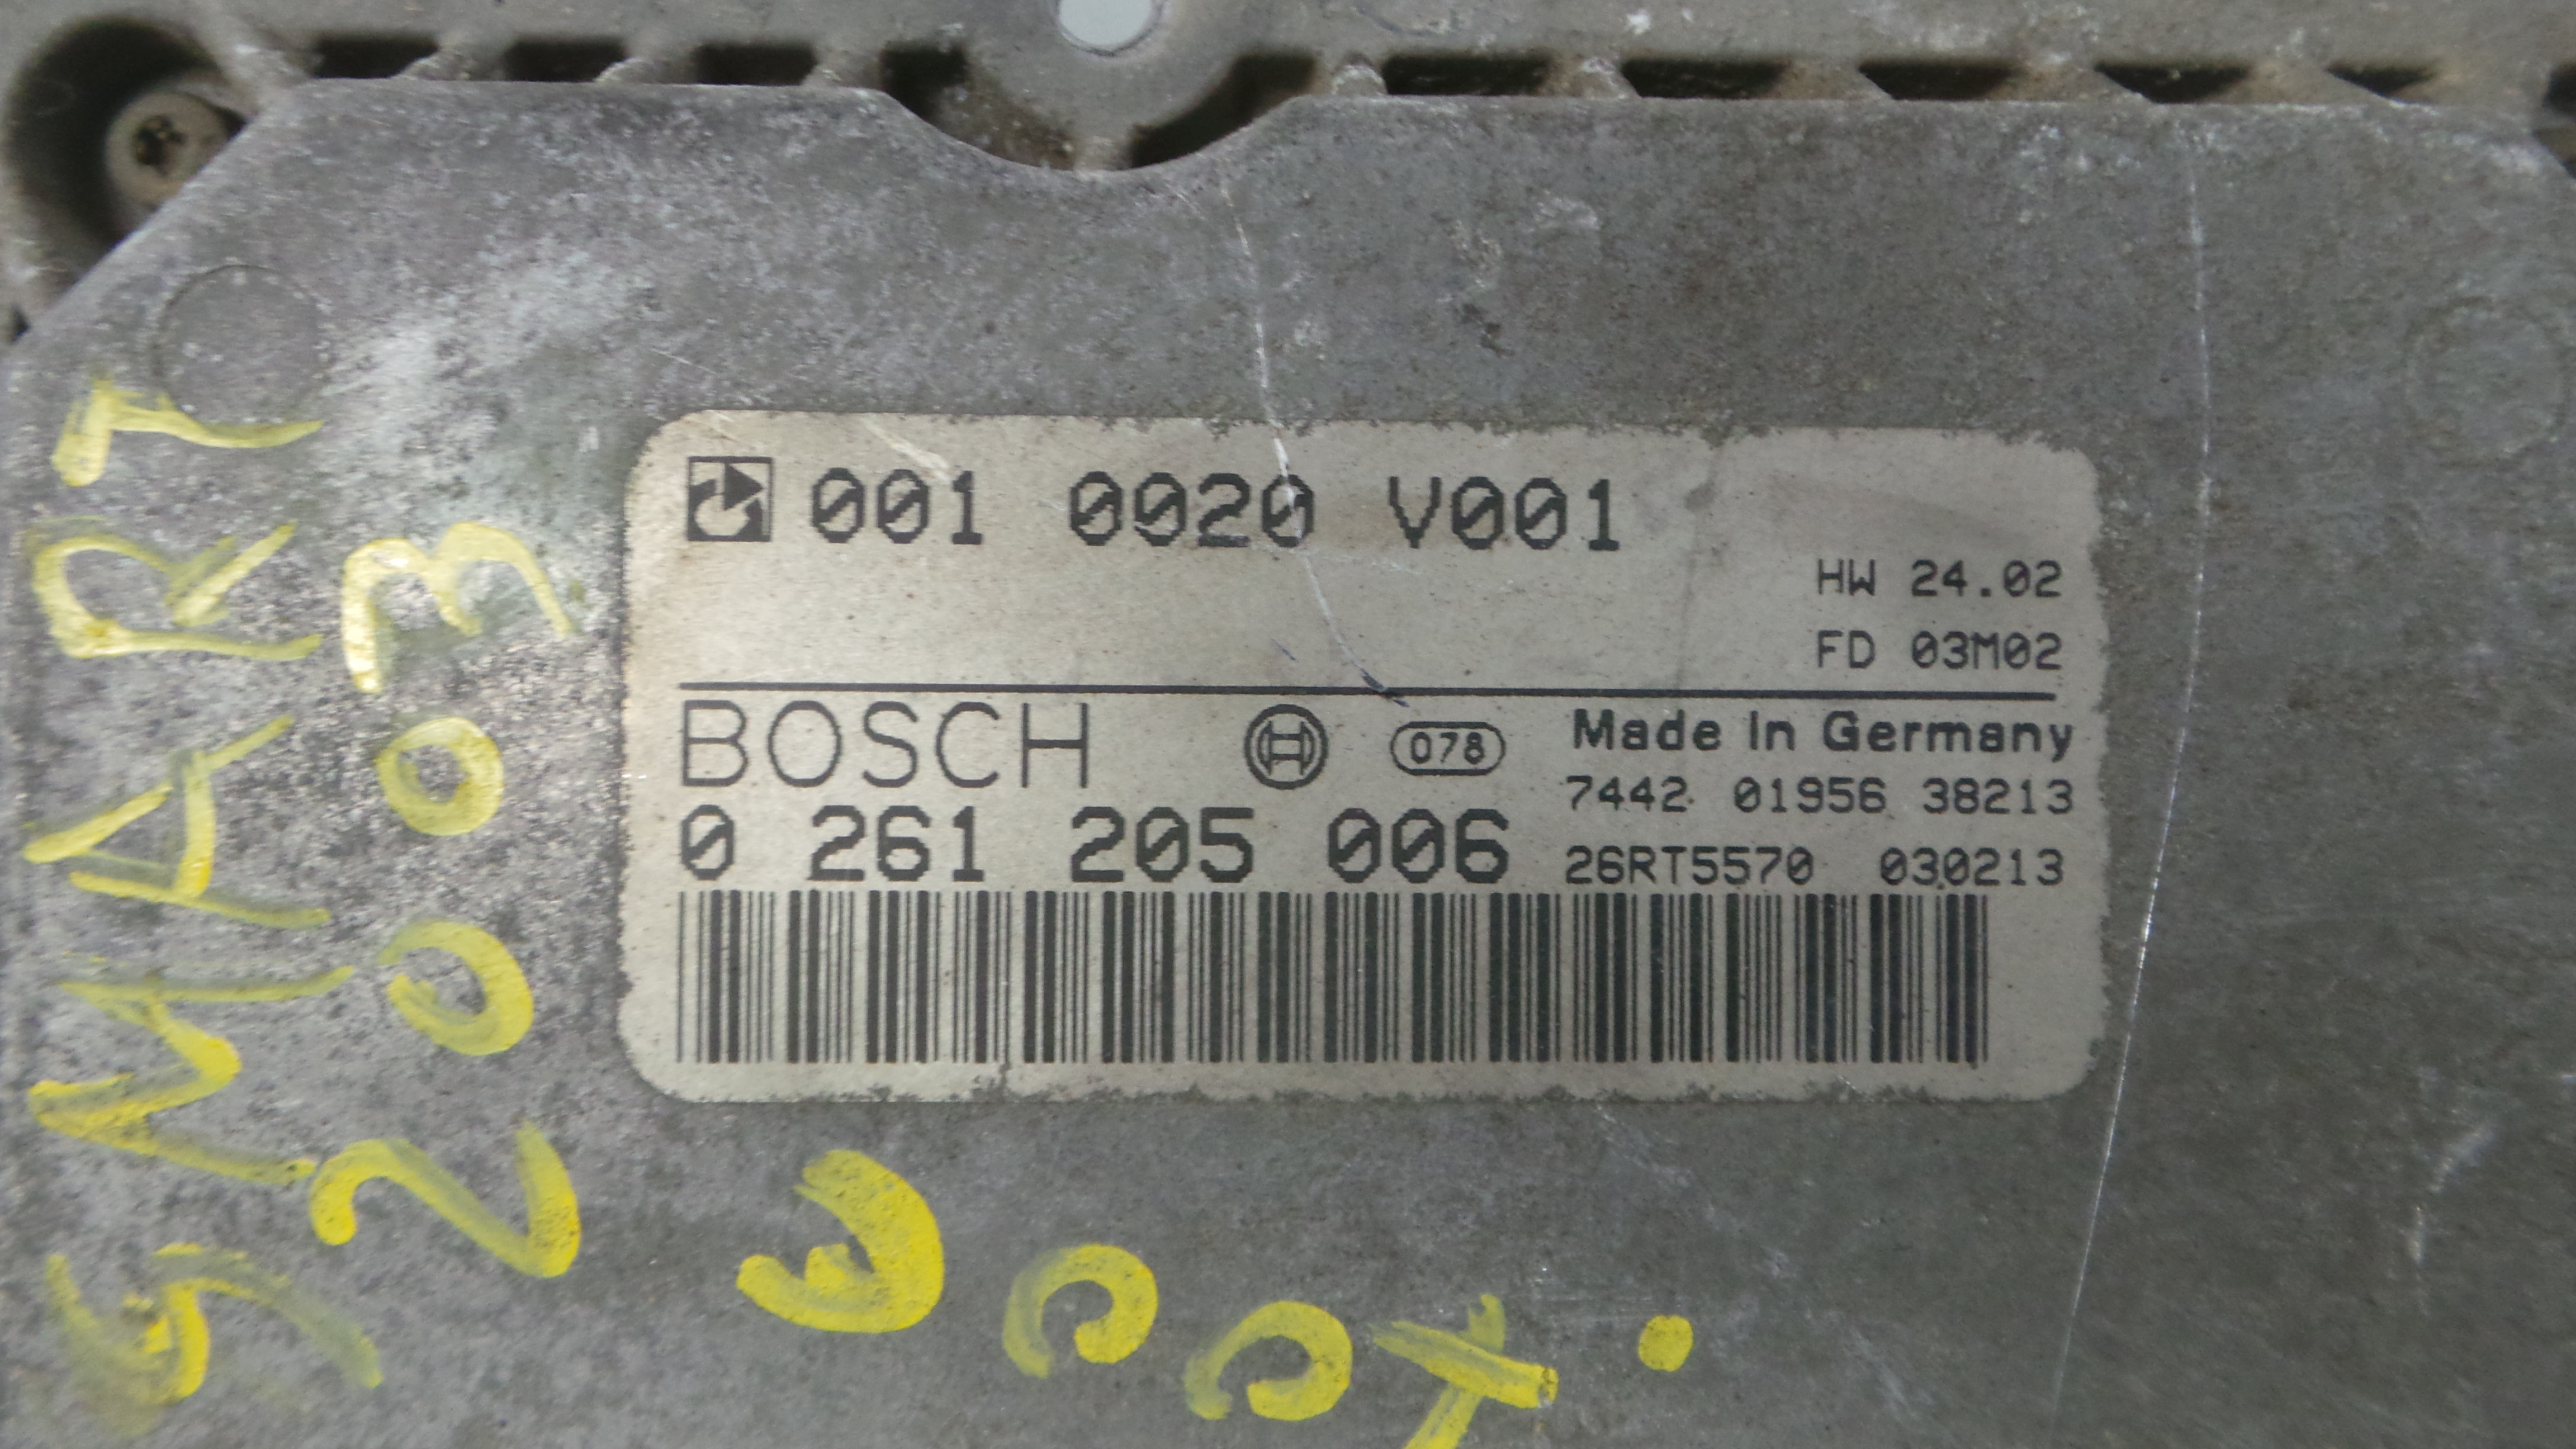 001 0020 V001
HW 24.02
FD 03M02
BOSCH 078 Made In Germany
7442 01956 38213
0 261 205 006 26RT5570 030213
SMART
2003